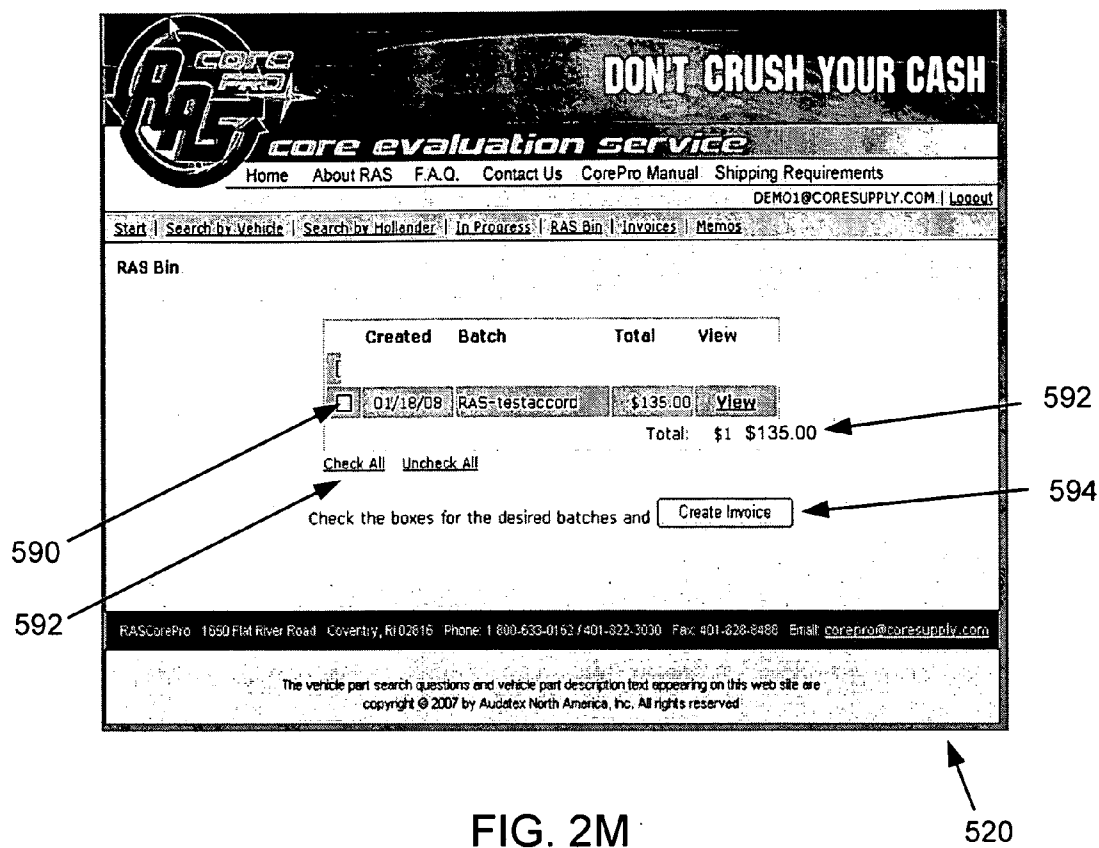 RAS
CORE
PRO
DON'T CRUSH YOUR CASH
core evaluation service
Home About RAS F.A.Q. Contact Us CorePro Manual Shipping Requirements
DEMO1@CORESUPPLY.COM | Logout
Start | Search by Vehicle | Search by Hollander | In Progress | RAS Bin | Invoices | Memos
RAS Bin
Created Batch Total View
[
01/18/08 RAS-testaccord $135.00 View
592
Total: $1 $135.00
Check All Uncheck All
594
Check the boxes for the desired batches and Create Invoice
590
592
RASCorePro 1650 Flat River Road Coventry, RI 02816 Phone: 1 800-633-0162 / 401-822-3030 Fax: 401-828-8488 Email: corepro@coresupply.com
The vehicle part search questions and vehicle part description text appearing on this web site are
copyright © 2007 by Audatex North America, Inc. All rights reserved
520
FIG. 2M